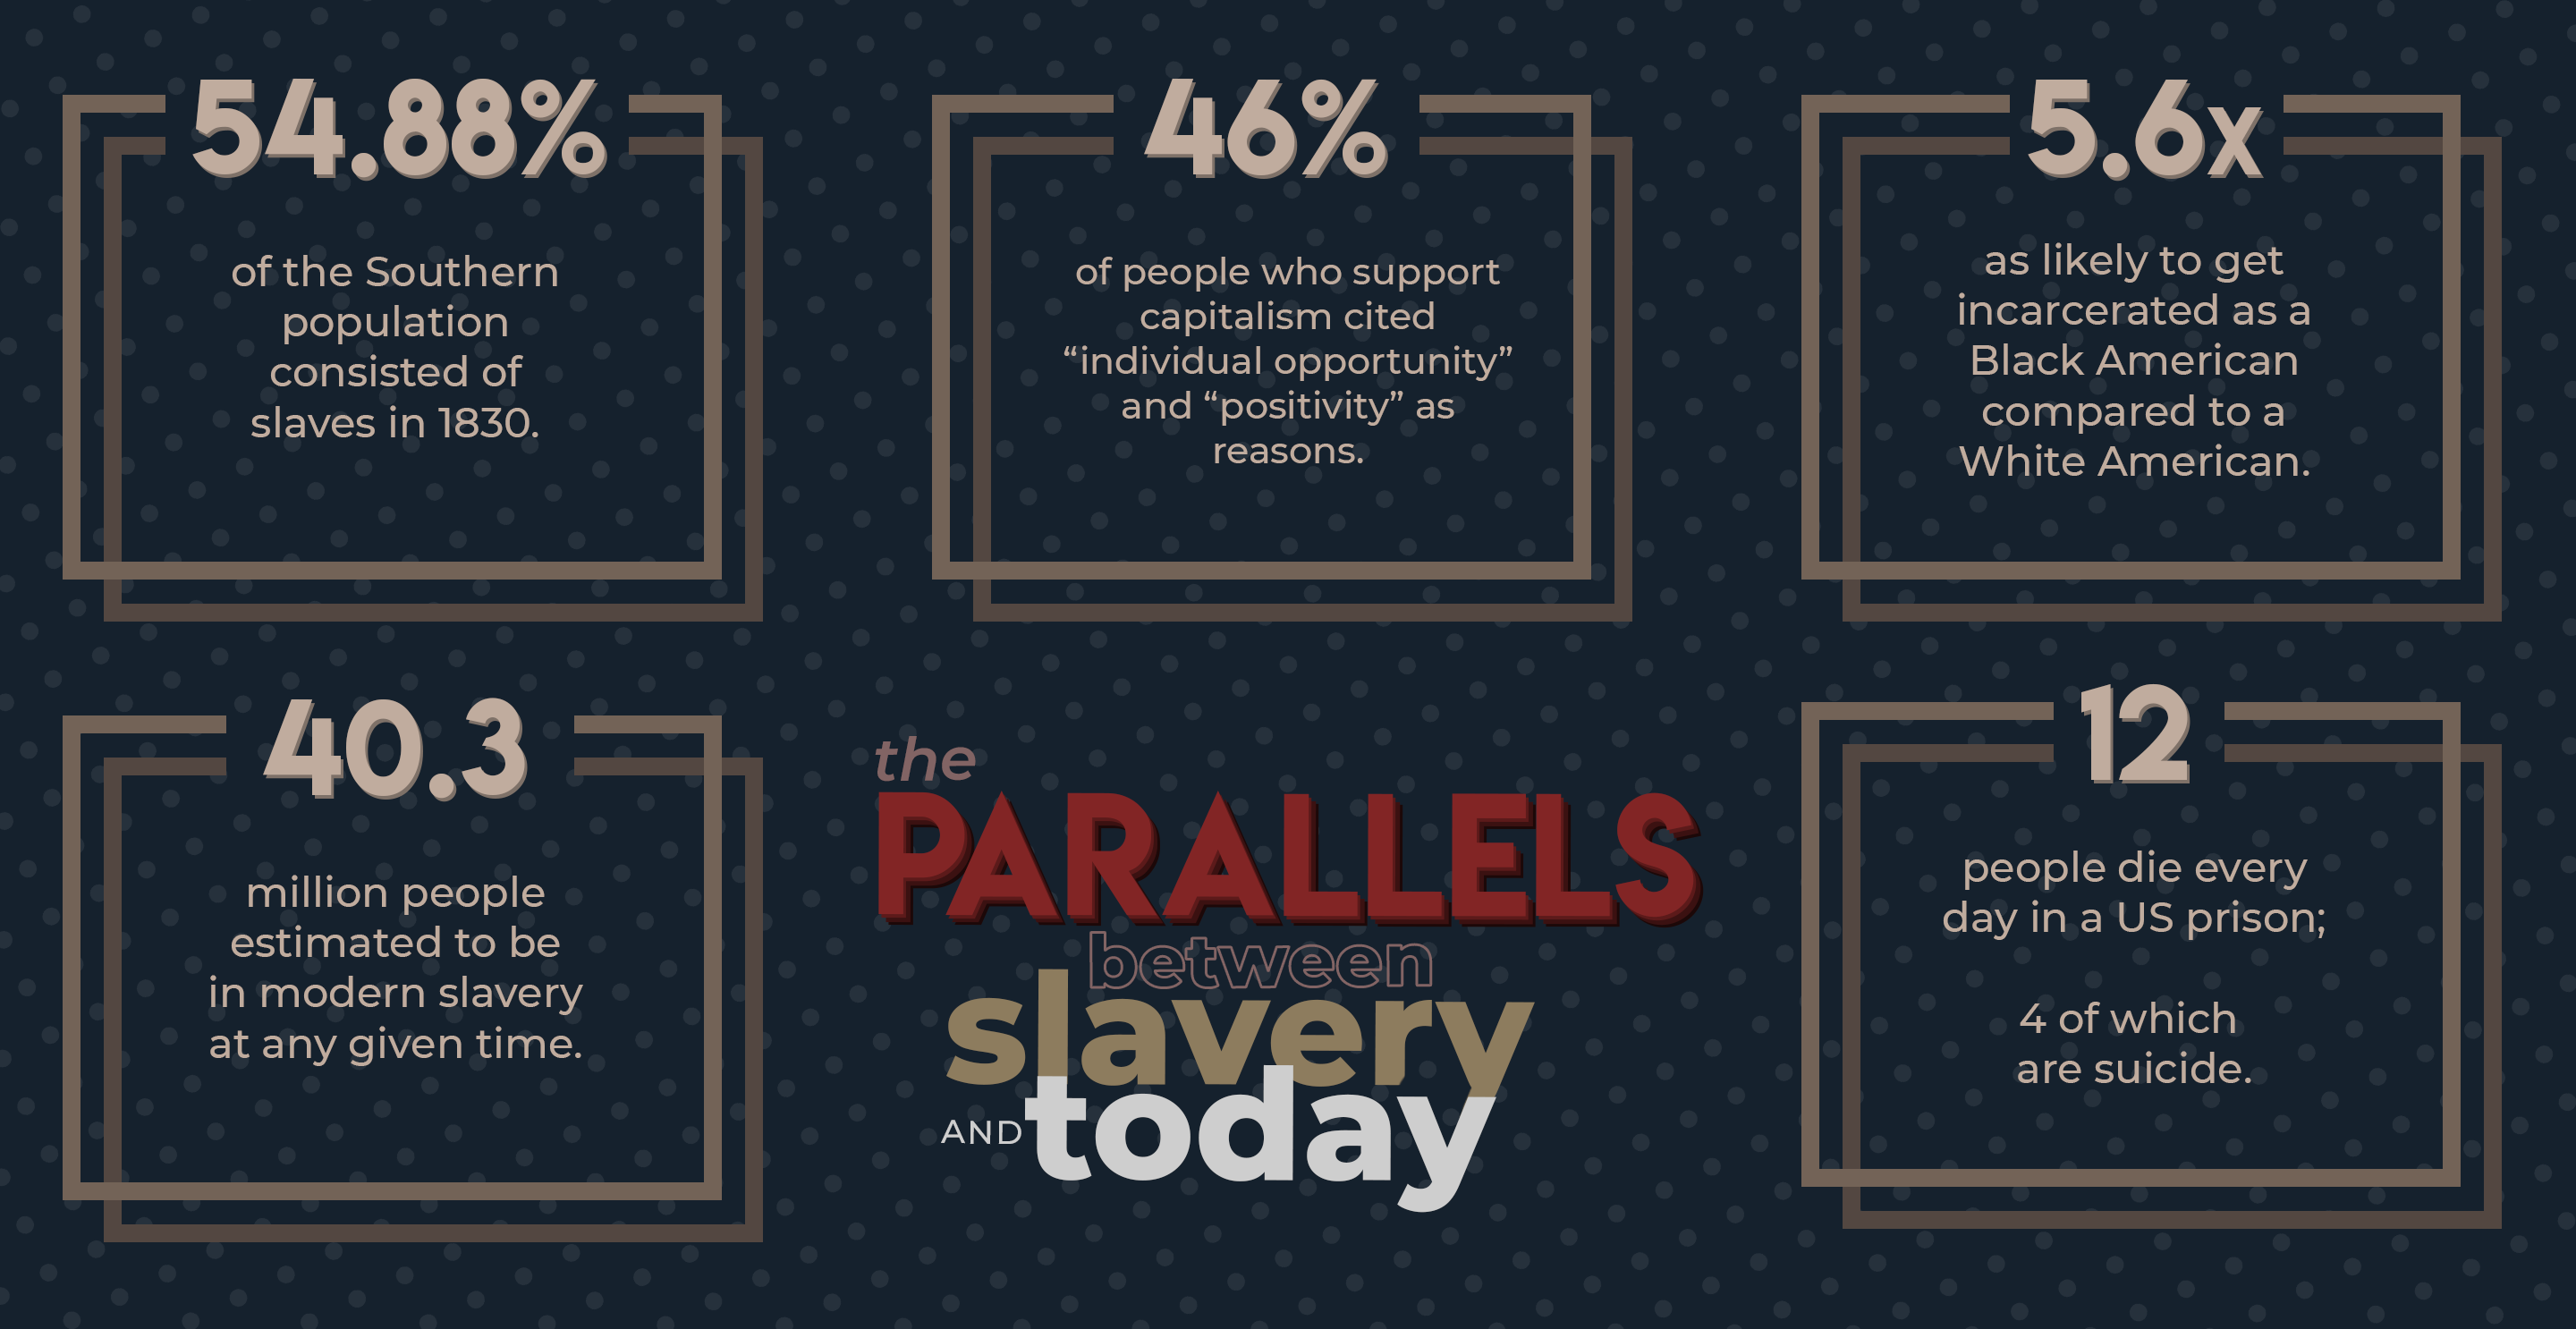 54.88%
of the Southern
population
consisted of
slaves in 1830.
46%
of people who support
capitalism cited
“individual opportunity”
and “positivity” as
reasons.
5.6x
as likely to get
incarcerated as a
Black American
compared to a
White American.
40.3
million people
estimated to be
in modern slavery
at any given time.
the
PARALLELS
between
slavery
AND today
12
people die every
day in a US prison;
4 of which
are suicide.